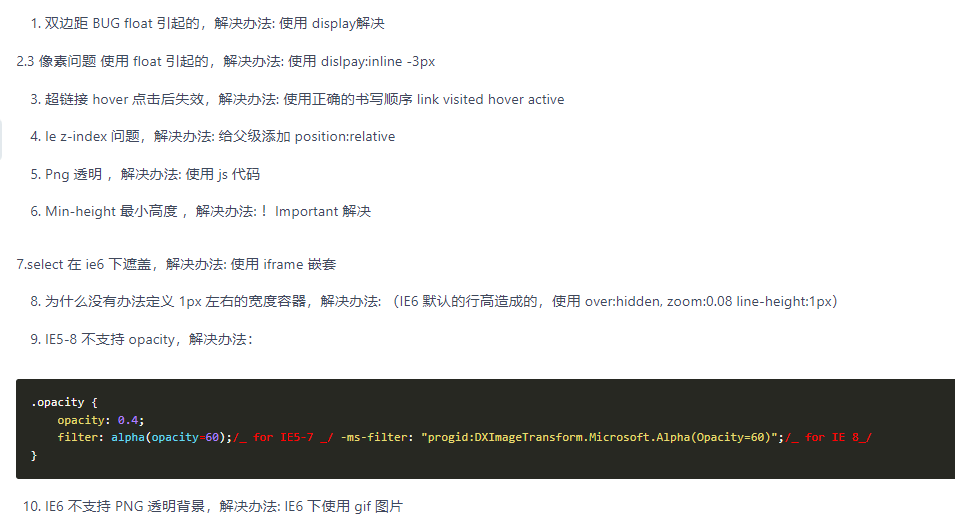 1. 双边距 BUG float 引起的，解决办法: 使用 display解决
2.3 像素问题 使用 float 引起的，解决办法: 使用 dislpay:inline -3px
3. 超链接 hover 点击后失效，解决办法: 使用正确的书写顺序 link visited hover active
4. Ie z-index 问题，解决办法: 给父级添加 position:relative
5. Png 透明 ，解决办法: 使用 js 代码
6. Min-height 最小高度 ，解决办法: ！Important 解决
7.select 在 ie6 下遮盖，解决办法: 使用 iframe 嵌套
8. 为什么没有办法定义 1px 左右的宽度容器，解决办法: （IE6 默认的行高造成的，使用 over:hidden, zoom:0.08 line-height:1px）
9. IE5-8 不支持 opacity，解决办法：
.opacity {
    opacity: 0.4;
    filter: alpha(opacity=60);/_ for IE5-7 _/ -ms-filter: "progid:DXImageTransform.Microsoft.Alpha(Opacity=60)";/_ for IE 8_/
}
10. IE6 不支持 PNG 透明背景，解决办法: IE6 下使用 gif 图片